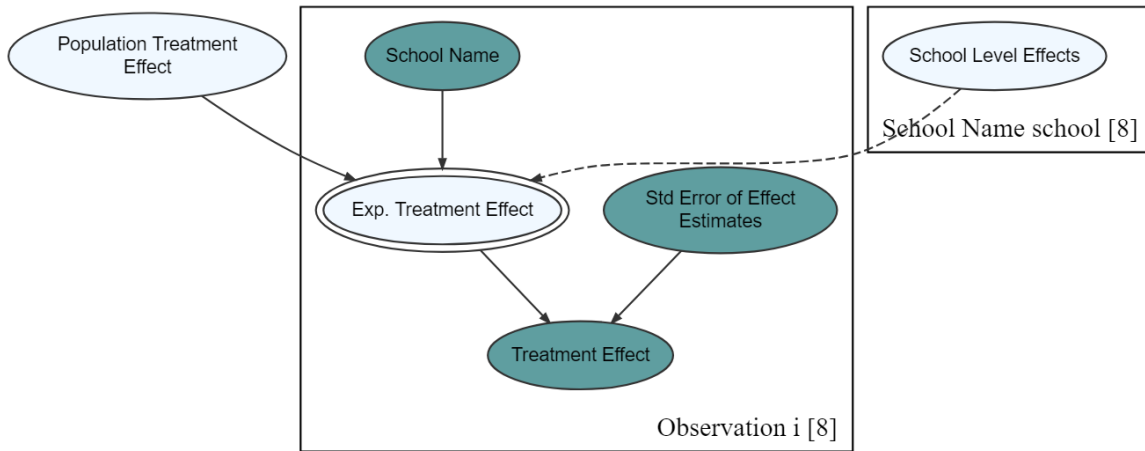 Population Treatment
Effect
School Name
School Level Effects
School Name school [8]
Exp. Treatment Effect
Std Error of Effect
Estimates
Treatment Effect
Observation i [8]